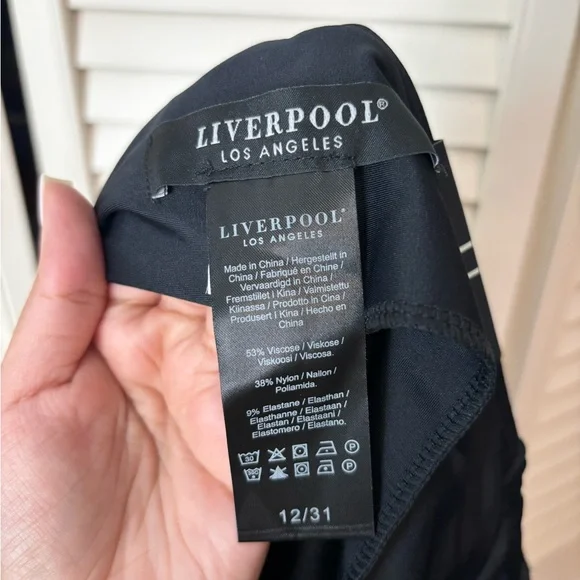 LIVERPOOL®
LOS ANGELES
LIVERPOOL®
LOS ANGELES
Made in China / Hergestellt in
China / Fabriqué en Chine /
Vervaardigd in China /
Fremstillet I Kina / Valmistettu
Kiinassa / Prodotto in Cina /
Produsert I Kina / Hecho en
China
53% Viscose / Viskose /
Viskoosi / Viscosa.
38% Nylon / Nailon /
Poliamida.
9% Elastane / Elasthan /
Elasthanne / Elastaan /
Elastan / Elastaani /
Elastomero / Elastano.
30
P
P
12/31